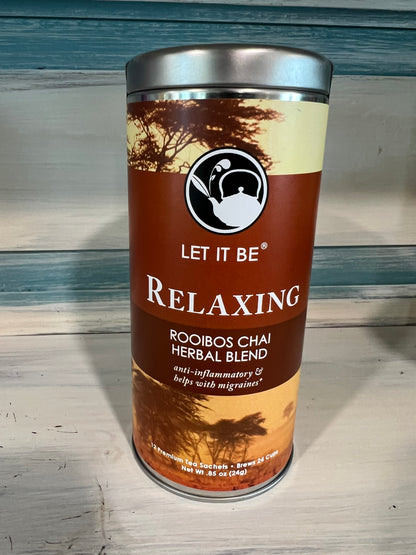 LET IT BE®
RELAXING
ROOIBOS CHAI
HERBAL BLEND
anti-inflammatory &
helps with migraines*
12 Premium Tea Sachets • Brews 24 Cups
Net Wt .85 oz (24g)